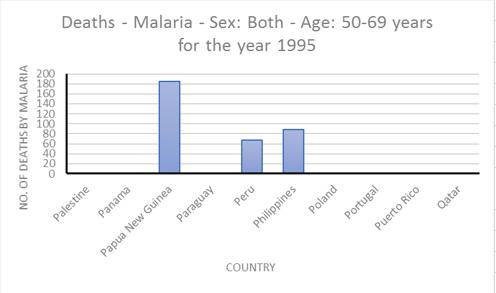 Deaths - Malaria - Sex: Both - Age: 50-69 years
for the year 1995
NO. OF DEATHS BY MALARIA
200
180
160
140
120
100
80
60
40
20
0
Palestine
Panama
Papua New Guinea
Paraguay
Peru
Philippines
Poland
Portugal
Puerto Rico
Qatar
COUNTRY